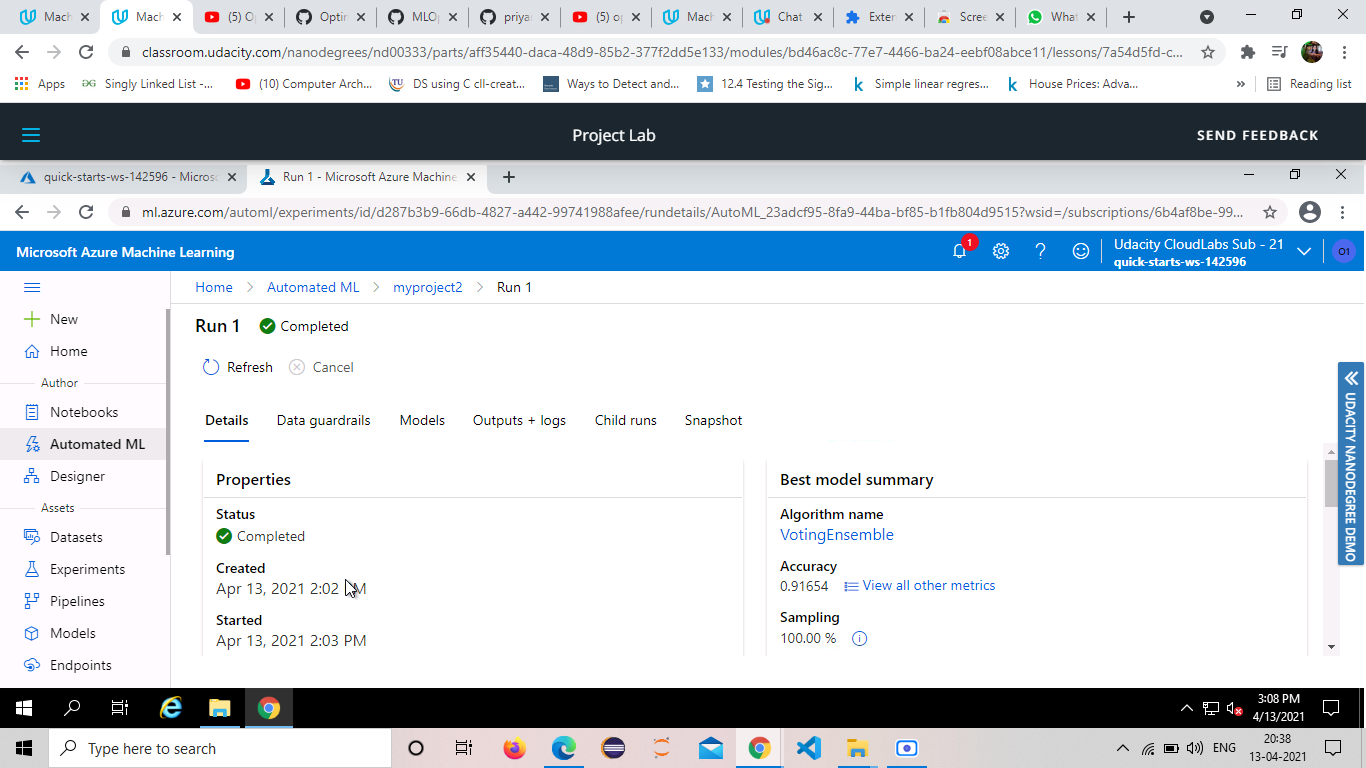 Mach
Mach
(5) O
Optin
MLO
priya
(5) o
Mach
Chat
Exter
Scree
What
classroom.udacity.com/nanodegrees/nd00333/parts/aff35440-daca-48d9-85b2-377f2dd5e133/modules/bd46ac8c-77e7-4466-ba24-eebf08abce11/lessons/7a54d5fd-c...
Apps
Singly Linked List -...
(10) Computer Arch...
DS using C cll-creat...
Ways to Detect and...
12.4 Testing the Sig...
Simple linear regres...
House Prices: Adva...
»
Reading list
Project Lab
SEND FEEDBACK
quick-starts-ws-142596 - Microso
Run 1 - Microsoft Azure Machine
ml.azure.com/automl/experiments/id/d287b3b9-66db-4827-a442-99741988afee/rundetails/AutoML_23adcf95-8fa9-44ba-bf85-b1fb804d9515?wsid=/subscriptions/6b4af8be-99...
Microsoft Azure Machine Learning
1
Udacity CloudLabs Sub - 21
quick-starts-ws-142596
O1
Home > Automated ML > myproject2 > Run 1
New
Home
Author
Notebooks
Automated ML
Designer
Assets
Datasets
Experiments
Pipelines
Models
Endpoints
Run 1 Completed
Refresh Cancel
Details Data guardrails Models Outputs + logs Child runs Snapshot
Properties
Status
Completed
Created
Apr 13, 2021 2:02 PM
Started
Apr 13, 2021 2:03 PM
Best model summary
Algorithm name
VotingEnsemble
Accuracy
0.91654 View all other metrics
Sampling
100.00 %
UDACITY NANODEGREE DEMO
3:08 PM
4/13/2021
Type here to search
ENG
20:38
13-04-2021